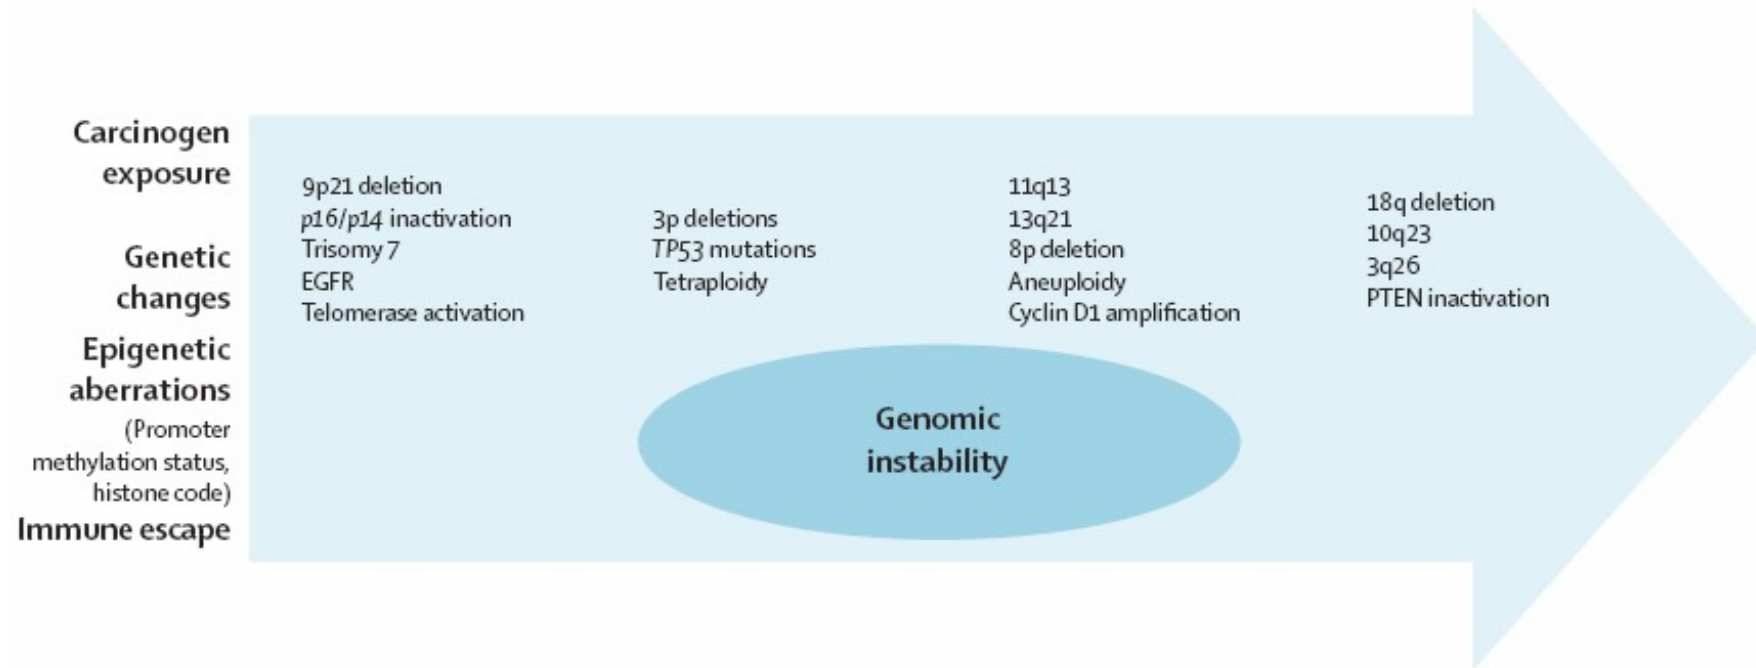 Carcinogen
exposure
Genetic
changes
Epigenetic
aberrations
(Promoter
methylation status,
histone code)
Immune escape
9p21 deletion
p16/p14 inactivation
Trisomy 7
EGFR
Telomerase activation
3p deletions
TP53 mutations
Tetraploidy
11q13
13q21
8p deletion
Aneuploidy
Cyclin D1 amplification
18q deletion
10q23
3q26
PTEN inactivation
Genomic
instability